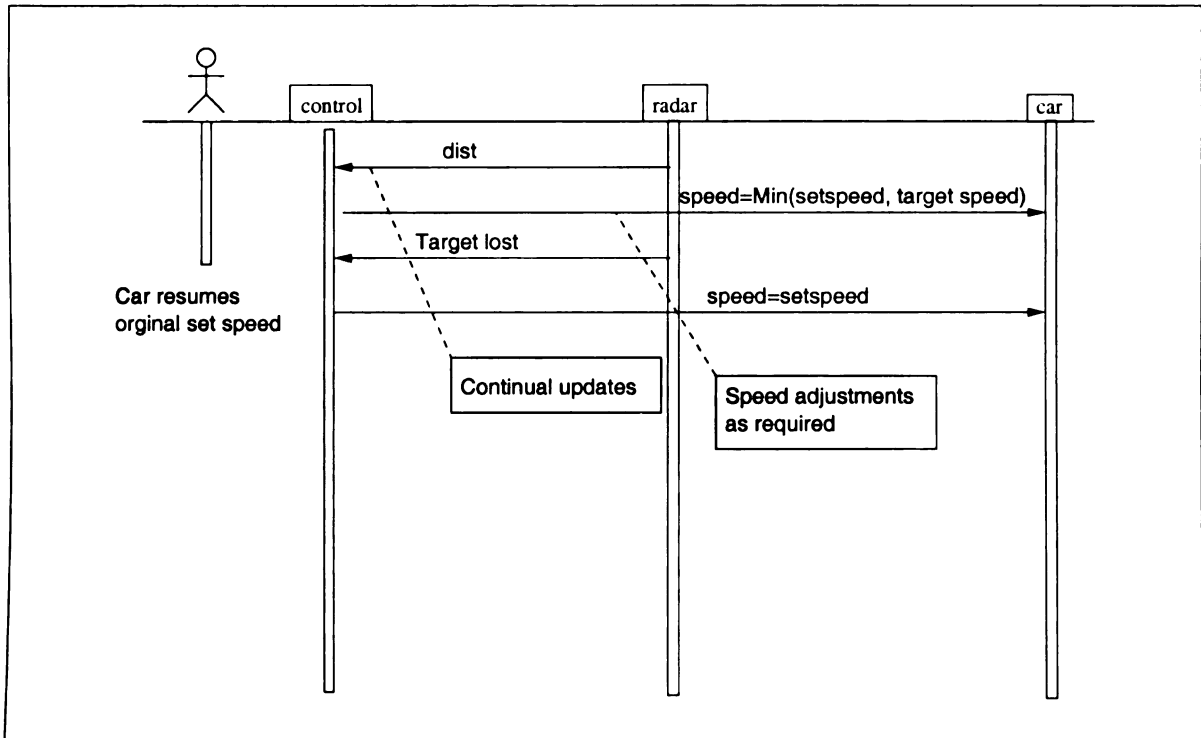 control
radar
car
dist
speed=Min(setspeed, target speed)
Target lost
Car resumes
orginal set speed
speed=setspeed
Continual updates
Speed adjustments
as required